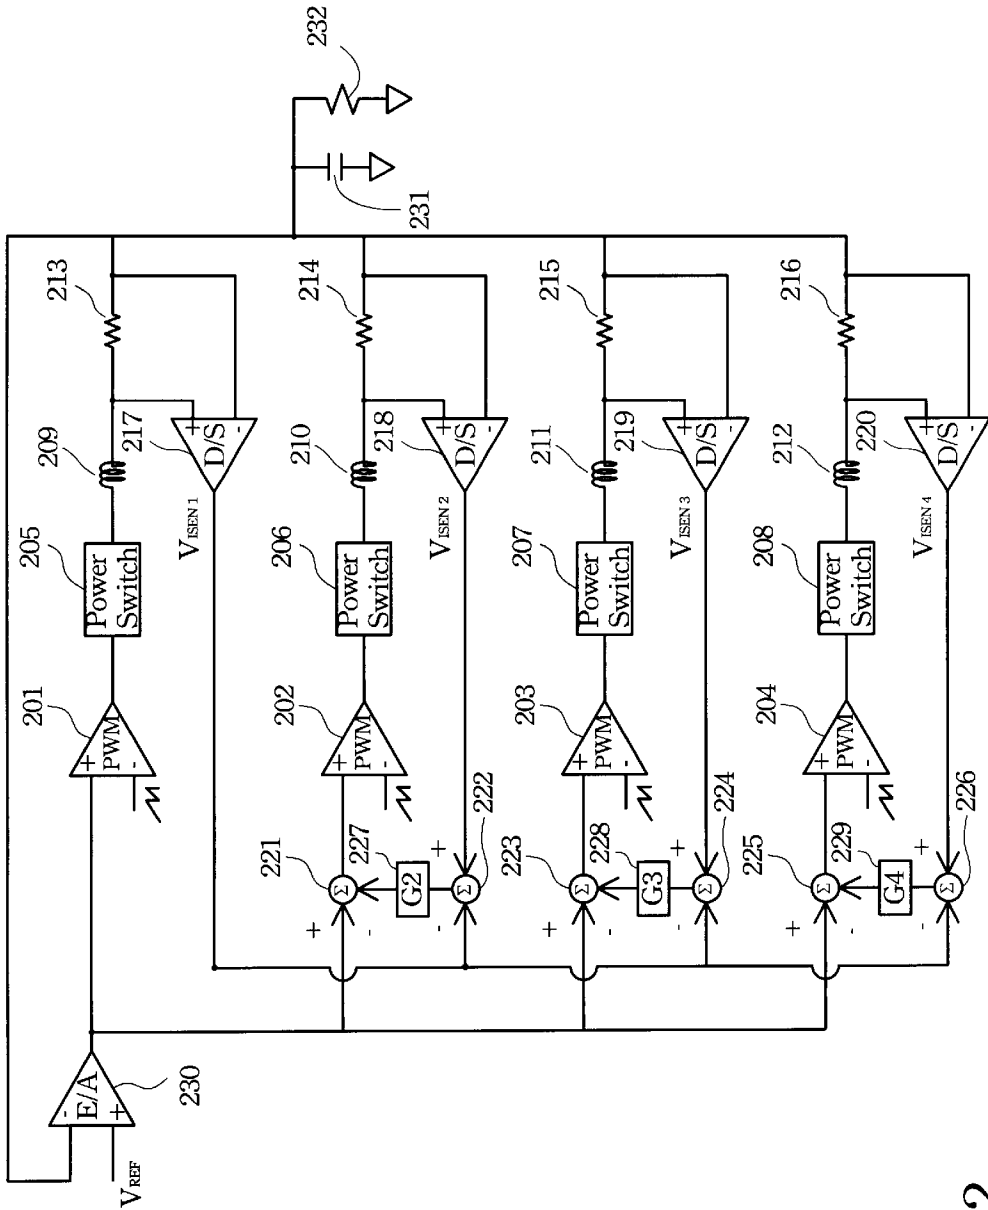 232
231
213
214
215
216
209
217
210
218
211
219
212
220
+ D/S -
+ D/S -
+ D/S -
+ D/S -
VISEN 1
VISEN 2
VISEN 3
VISEN 4
205
206
207
208
Power
Switch
Power
Switch
Power
Switch
Power
Switch
201
202
203
204
+ PWM -
+ PWM -
+ PWM -
+ PWM -
221
227
222
223
228
224
225
229
226
Σ
G2
Σ
Σ
G3
Σ
Σ
G4
Σ
+
-
-
+
+
-
-
+
+
-
-
+
- E/A +
230
VREF
2